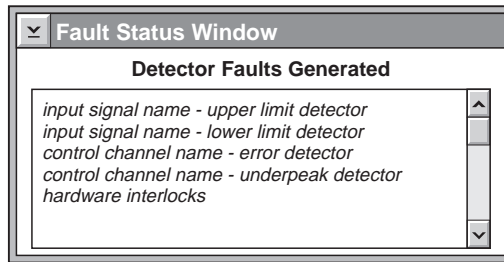 Fault Status Window
Detector Faults Generated
input signal name - upper limit detector
input signal name - lower limit detector
control channel name - error detector
control channel name - underpeak detector
hardware interlocks